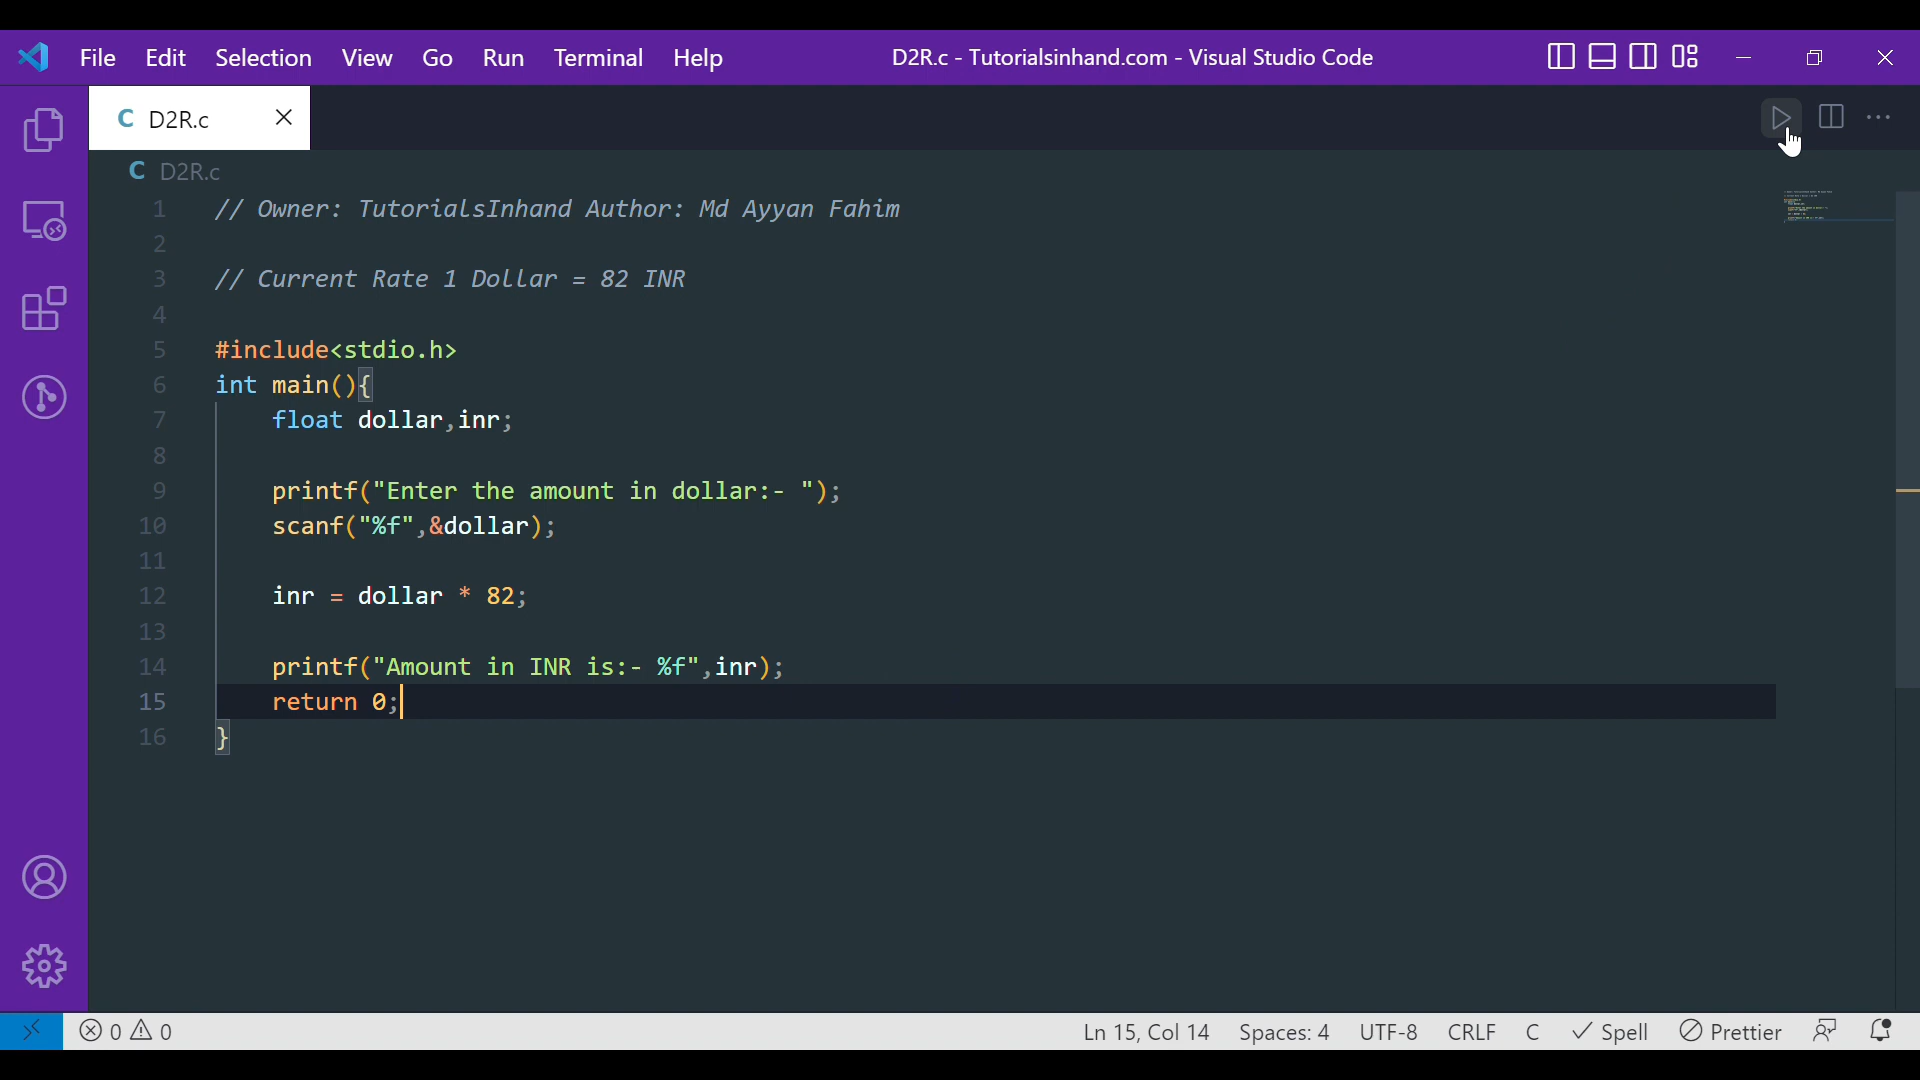 File Edit Selection View Go Run Terminal Help D2R.c - Tutorialsinhand.com - Visual Studio Code
C D2R.c
C D2R.c
1 // Owner: TutorialsInhand Author: Md Ayyan Fahim
2
3 // Current Rate 1 Dollar = 82 INR
4
5 #include<stdio.h>
6 int main(){
7 float dollar,inr;
8
9 printf("Enter the amount in dollar:- ");
10 scanf("%f",&dollar);
11
12 inr = dollar * 82;
13
14 printf("Amount in INR is:- %f",inr);
15 return 0;
16 }
0 0 Ln 15, Col 14 Spaces: 4 UTF-8 CRLF C Spell Prettier